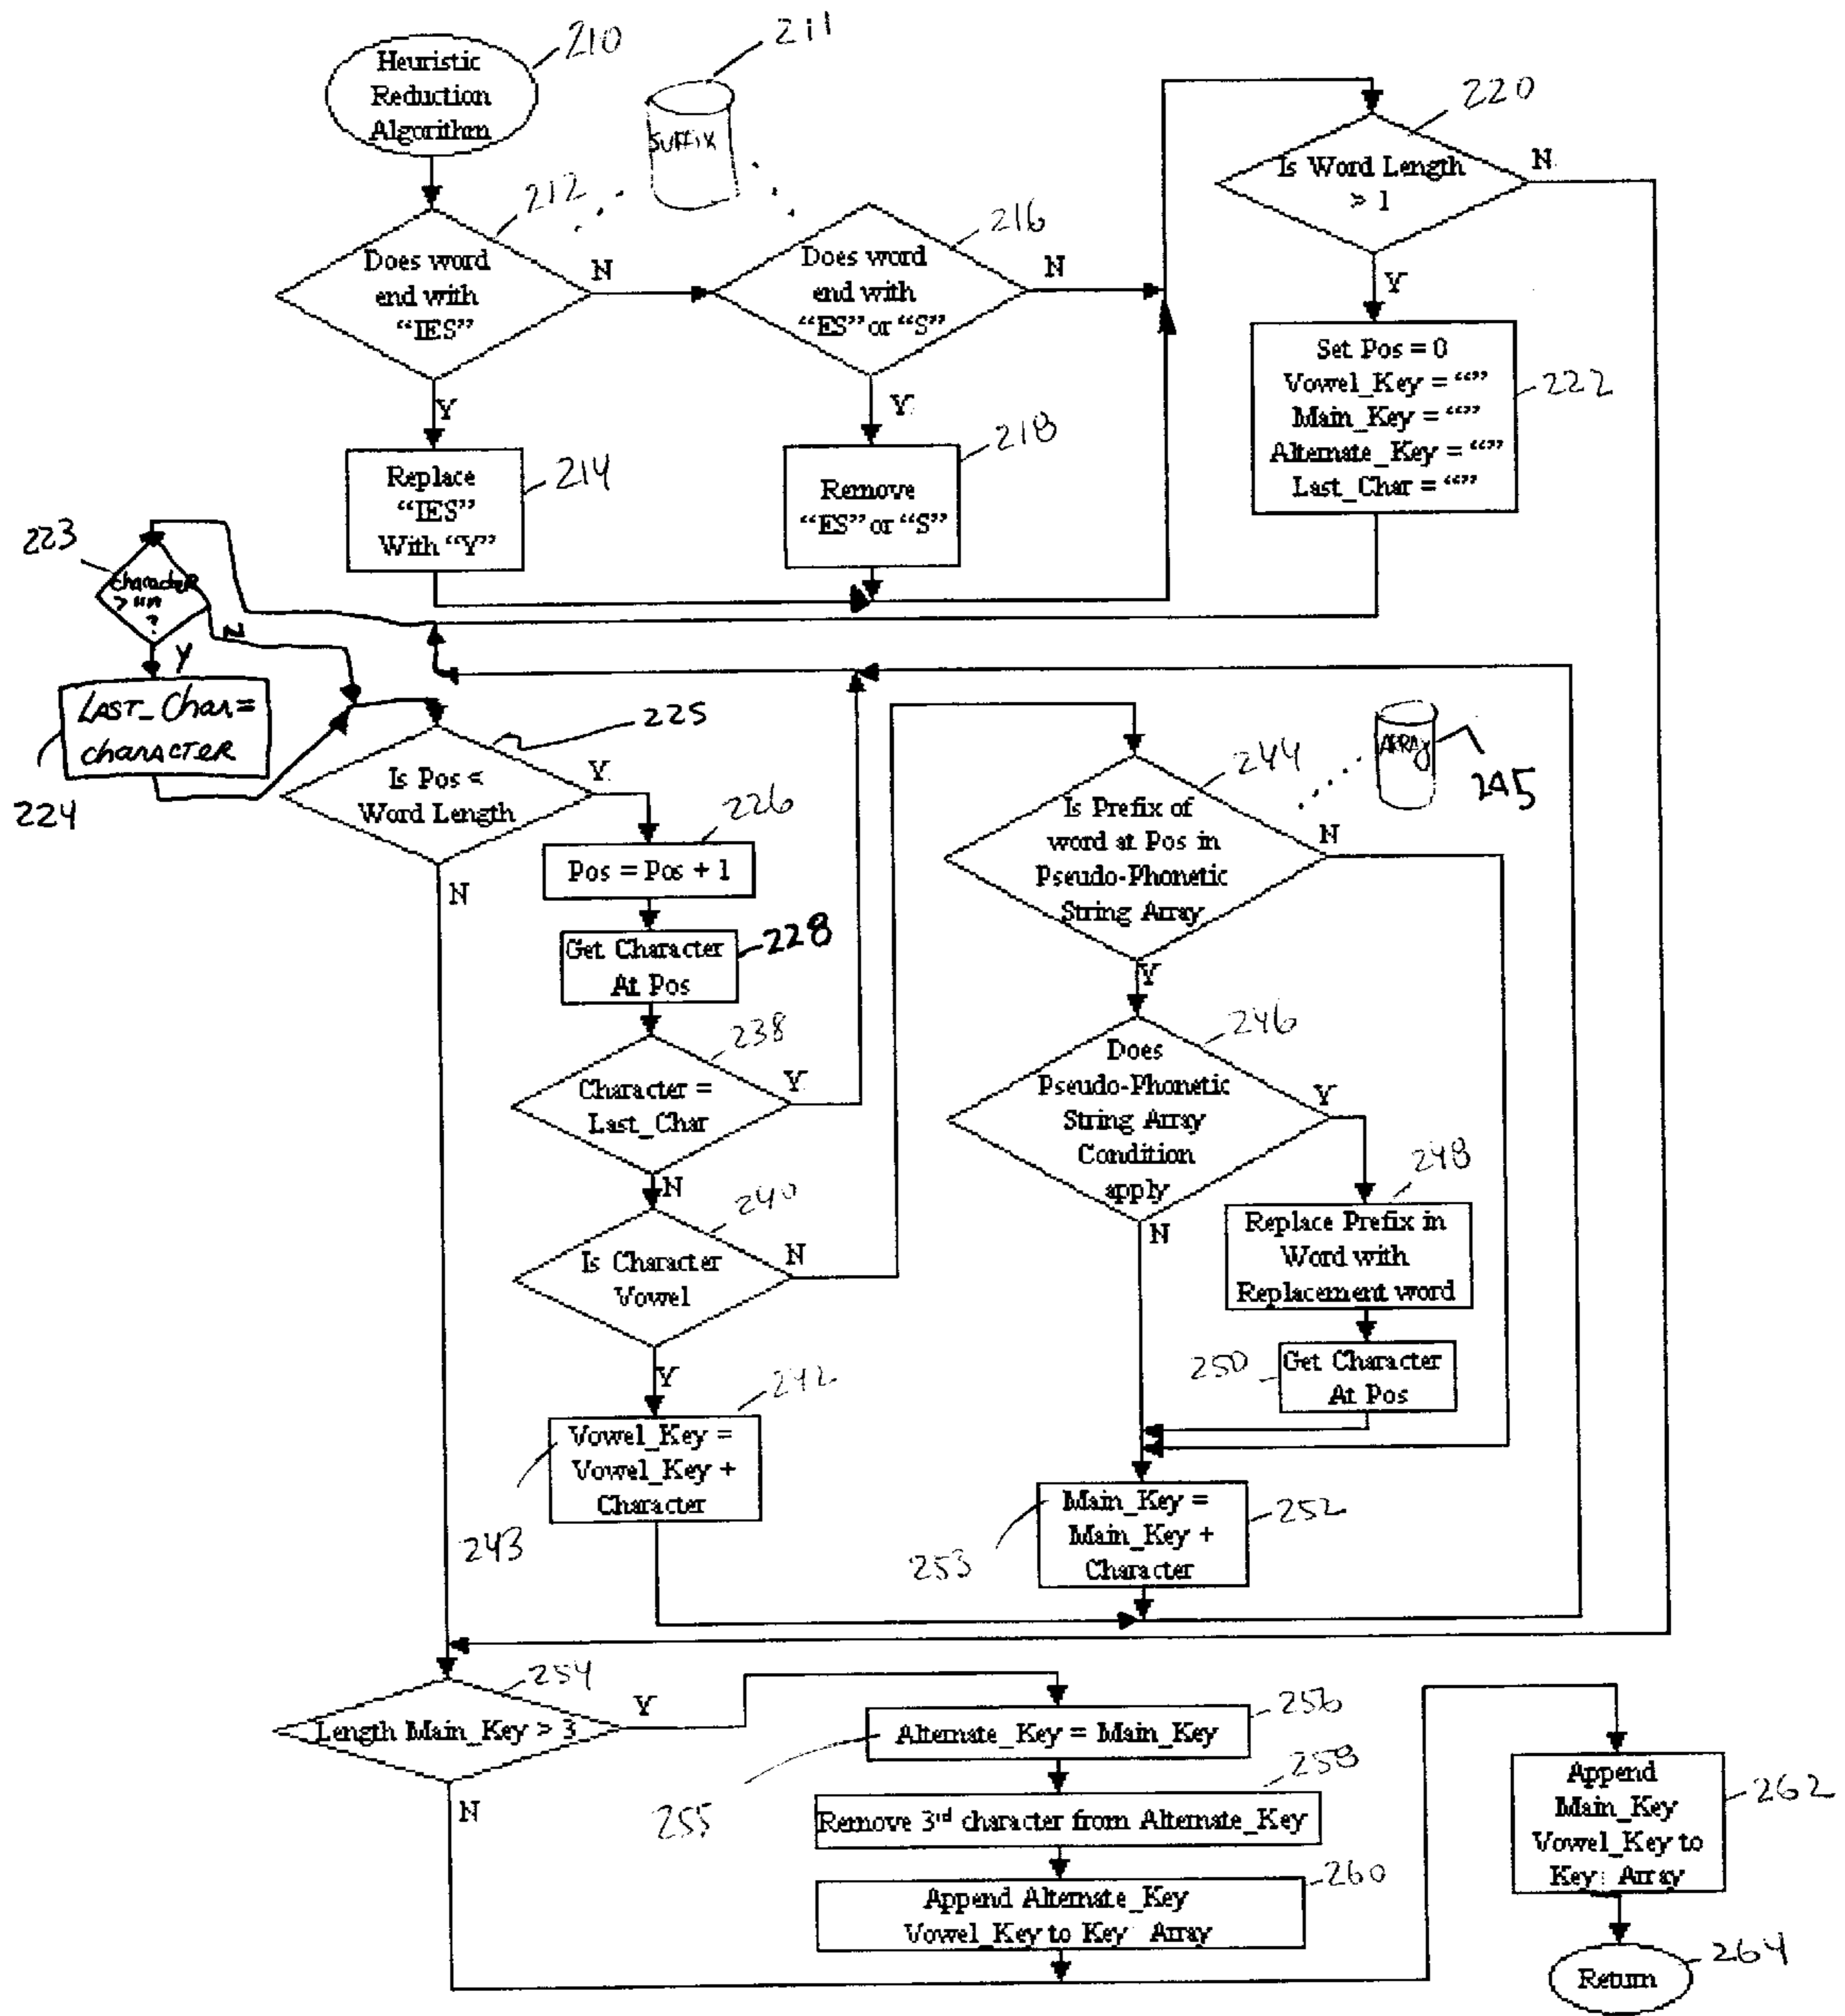 Heuristic
Reduction
Algorithm
210
211
SUFFIX
212
Does word
end with
"IES"
N
Y
216
Does word
end with
"ES" or "S"
N
Y
220
Is Word Length
> 1
N
Y
214
Replace
"IES"
With "Y"
218
Remove
"ES" or "S"
222
Set Pos = 0
Vowel_Key = ""
Main_Key = ""
Alternate_Key = ""
Last_Char = ""
223
character
> ""
?
N
Y
LAST_Char =
character
224
225
Is Pos <
Word Length
Y
N
226
Pos = Pos + 1
228
Get Character
At Pos
238
Character =
Last_Char
Y
N
240
Is Character
Vowel
N
Y
242
Vowel_Key =
Vowel_Key +
Character
243
244
ARRAY
245
Is Prefix of
word at Pos in
Pseudo-Phonetic
String Array
N
Y
246
Does
Pseudo-Phonetic
String Array
Condition
apply
Y
N
248
Replace Prefix in
Word with
Replacement word
250
Get Character
At Pos
252
Main_Key =
Main_Key +
Character
253
254
Length Main_Key > 3
Y
N
256
Alternate_Key = Main_Key
255
258
Remove 3rd character from Alternate_Key
260
Append Alternate_Key
Vowel_Key to Key Array
262
Append
Main_Key
Vowel_Key to
Key Array
264
Return